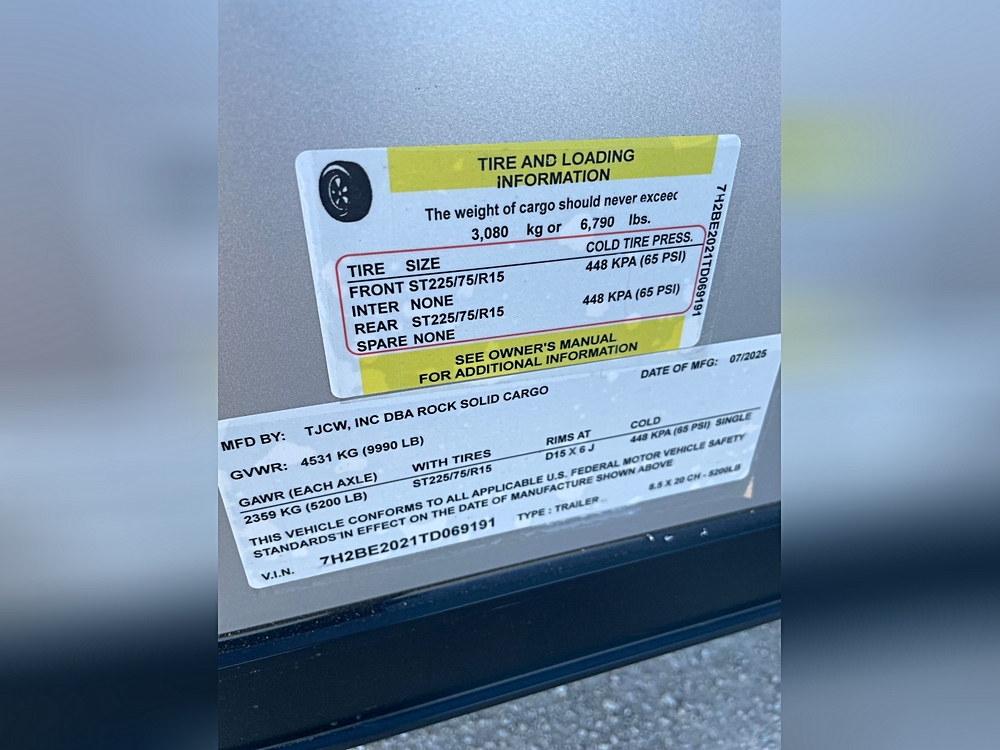 TIRE AND LOADING
INFORMATION
The weight of cargo should never exceed
3,080 kg or 6,790 lbs.
TIRE SIZE COLD TIRE PRESS.
FRONT ST225/75/R15 448 KPA (65 PSI)
INTER NONE
REAR ST225/75/R15 448 KPA (65 PSI)
SPARE NONE
SEE OWNER'S MANUAL
FOR ADDITIONAL INFORMATION
7H2BE2021TD069191
MFD BY: TJCW, INC DBA ROCK SOLID CARGO DATE OF MFG: 07/2025
GVWR: 4531 KG (9990 LB)
GAWR (EACH AXLE) WITH TIRES RIMS AT COLD
2359 KG (5200 LB) ST225/75/R15 D15 X 6 J 448 KPA (65 PSI) SINGLE
THIS VEHICLE CONFORMS TO ALL APPLICABLE U.S. FEDERAL MOTOR VEHICLE SAFETY
STANDARDS IN EFFECT ON THE DATE OF MANUFACTURE SHOWN ABOVE
V.I.N. 7H2BE2021TD069191 TYPE : TRAILER 8.5 X 20 CH - 5200LB